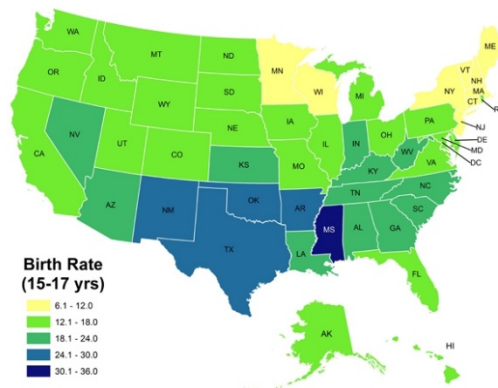 WA
ME
MT
ND
MN
VT
OR
ID
NH
SD
WI
NY
MA
WY
MI
CT
IA
PA
NJ
NE
NV
OH
DE
UT
IL
IN
MD
CA
CO
WV
VA
DC
KS
MO
KY
NC
TN
AZ
OK
NM
AR
SC
MS
AL
GA
TX
LA
FL
AK
HI
Birth Rate
(15-17 yrs)
6.1 - 12.0
12.1 - 18.0
18.1 - 24.0
24.1 - 30.0
30.1 - 36.0